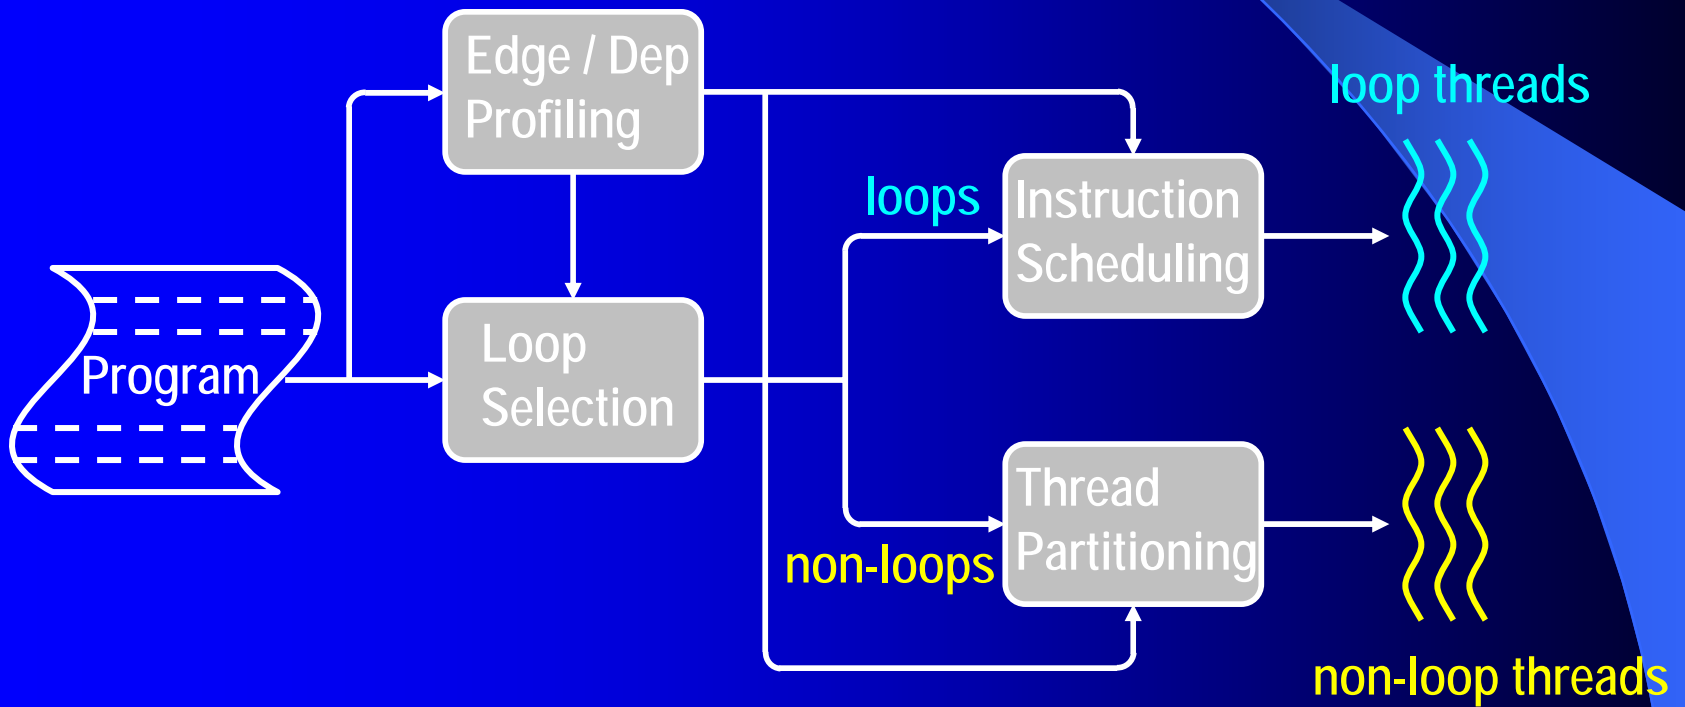 Edge / Dep
Profiling
loop threads
loops
Instruction
Scheduling
Program
Loop
Selection
non-loops
Thread
Partitioning
non-loop threads